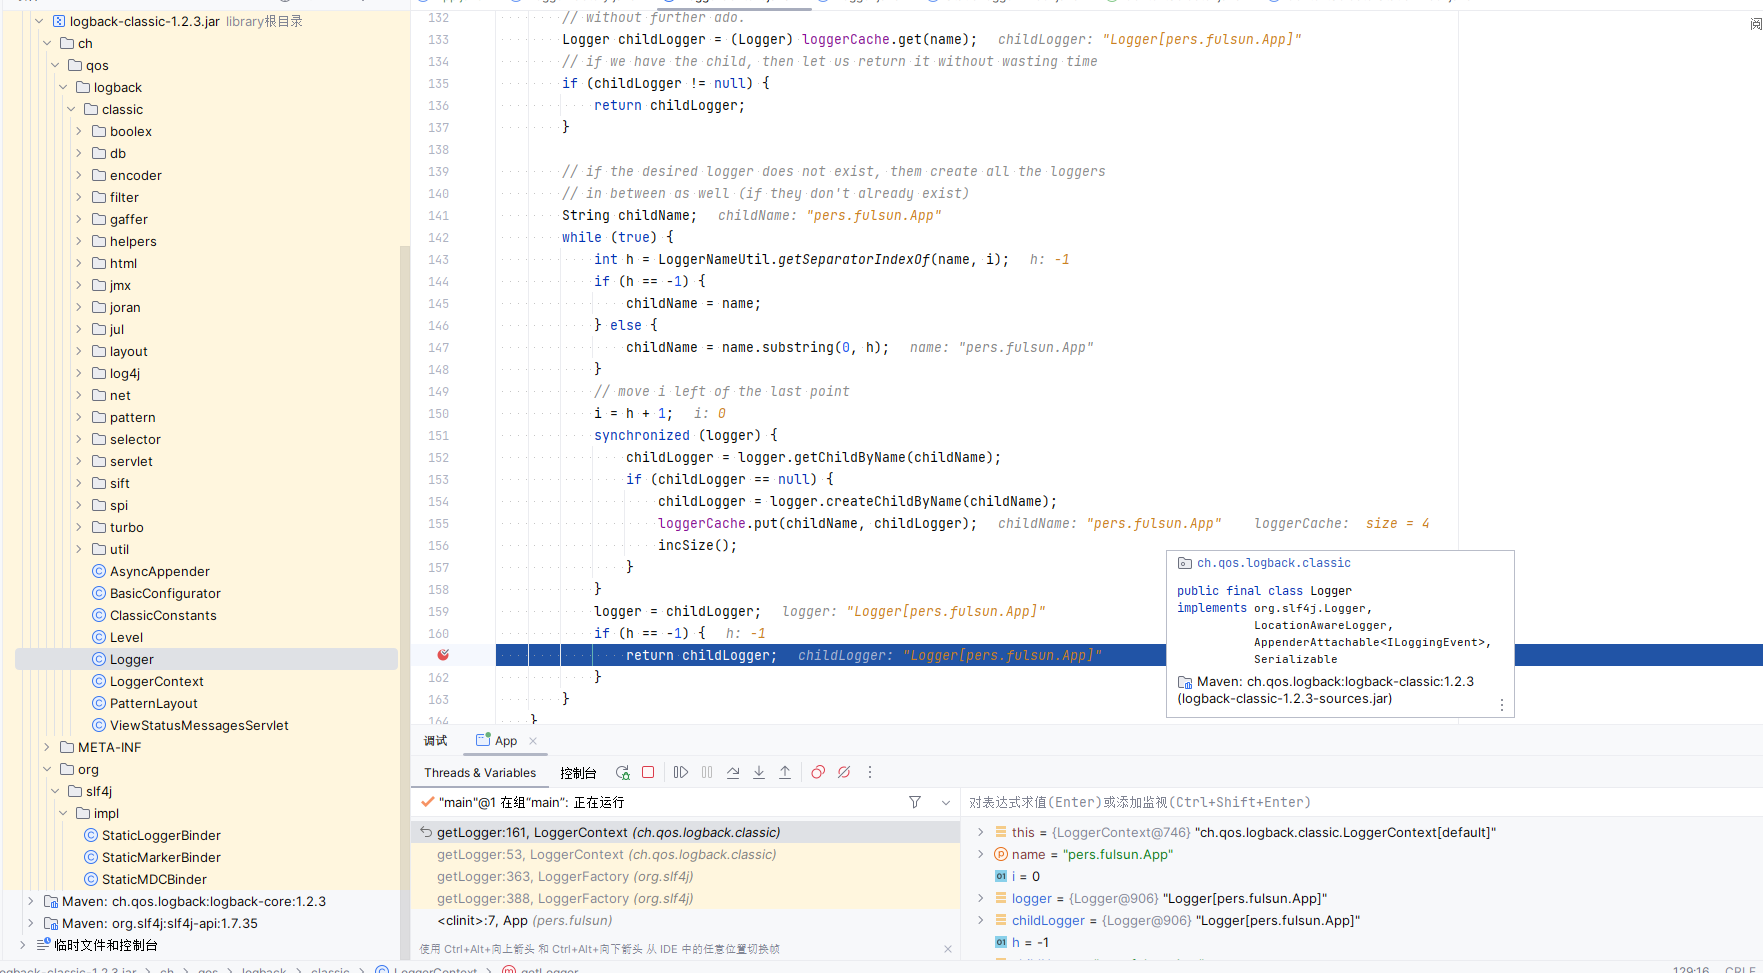 logback-classic-1.2.3.jar library根目录
ch
qos
logback
classic
boolex
db
encoder
filter
gaffer
helpers
html
jmx
joran
jul
layout
log4j
net
pattern
selector
servlet
sift
spi
turbo
util
AsyncAppender
BasicConfigurator
ClassicConstants
Level
Logger
LoggerContext
PatternLayout
ViewStatusMessagesServlet
META-INF
org
slf4j
impl
StaticLoggerBinder
StaticMarkerBinder
StaticMDCBinder
Maven: ch.qos.logback:logback-core:1.2.3
Maven: org.slf4j:slf4j-api:1.7.35
临时文件和控制台
132 // without further ado.
133 Logger childLogger = (Logger) loggerCache.get(name); childLogger: "Logger[pers.fulsun.App]"
134 // if we have the child, then let us return it without wasting time
135 if (childLogger != null) {
136 return childLogger;
137 }
138
139 // if the desired logger does not exist, them create all the loggers
140 // in between as well (if they don't already exist)
141 String childName; childName: "pers.fulsun.App"
142 while (true) {
143 int h = LoggerNameUtil.getSeparatorIndexOf(name, i); h: -1
144 if (h == -1) {
145 childName = name;
146 } else {
147 childName = name.substring(0, h); name: "pers.fulsun.App"
148 }
149 // move i left of the last point
150 i = h + 1; i: 0
151 synchronized (logger) {
152 childLogger = logger.getChildByName(childName);
153 if (childLogger == null) {
154 childLogger = logger.createChildByName(childName);
155 loggerCache.put(childName, childLogger); childName: "pers.fulsun.App" loggerCache: size = 4
156 incSize();
157 }
158 }
159 logger = childLogger; logger: "Logger[pers.fulsun.App]"
160 if (h == -1) { h: -1
return childLogger; childLogger: "Logger[pers.fulsun.App]"
162 }
163 }
164 }
阅
ch.qos.logback.classic
public final class Logger
implements org.slf4j.Logger,
LocationAwareLogger,
AppenderAttachable<ILoggingEvent>,
Serializable
Maven: ch.qos.logback:logback-classic:1.2.3
(logback-classic-1.2.3-sources.jar)
调试 App
Threads & Variables 控制台
"main"@1 在组"main": 正在运行
getLogger:161, LoggerContext (ch.qos.logback.classic)
getLogger:53, LoggerContext (ch.qos.logback.classic)
getLogger:363, LoggerFactory (org.slf4j)
getLogger:388, LoggerFactory (org.slf4j)
<clinit>:7, App (pers.fulsun)
使用 Ctrl+Alt+向上箭头 和 Ctrl+Alt+向下箭头 从 IDE 中的任意位置切换帧
对表达式求值(Enter)或添加监视(Ctrl+Shift+Enter)
this = {LoggerContext@746} "ch.qos.logback.classic.LoggerContext[default]"
name = "pers.fulsun.App"
i = 0
logger = {Logger@906} "Logger[pers.fulsun.App]"
childLogger = {Logger@906} "Logger[pers.fulsun.App]"
h = -1
ogback-classic-1.2.3.jar > ch > qos > logback > classic > LoggerContext > getLogger
129:16 CRLF